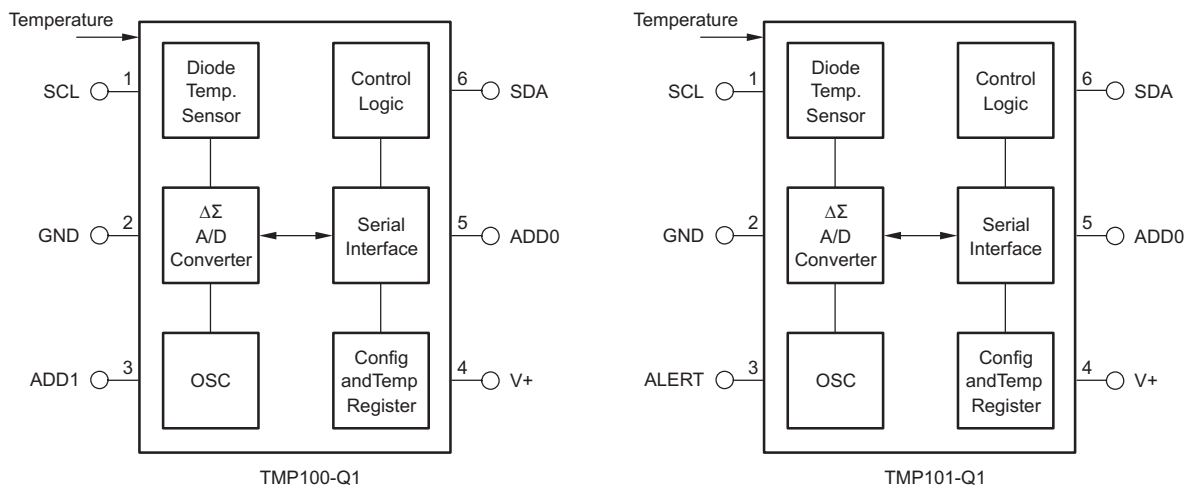 Temperature
SCL
1
Diode
Temp.
Sensor
Control
Logic
6
SDA
GND
2
ΔΣ
A/D
Converter
Serial
Interface
5
ADD0
ADD1
3
OSC
Config
andTemp
Register
4
V+
TMP100-Q1
Temperature
SCL
1
Diode
Temp.
Sensor
Control
Logic
6
SDA
GND
2
ΔΣ
A/D
Converter
Serial
Interface
5
ADD0
ALERT
3
OSC
Config
andTemp
Register
4
V+
TMP101-Q1